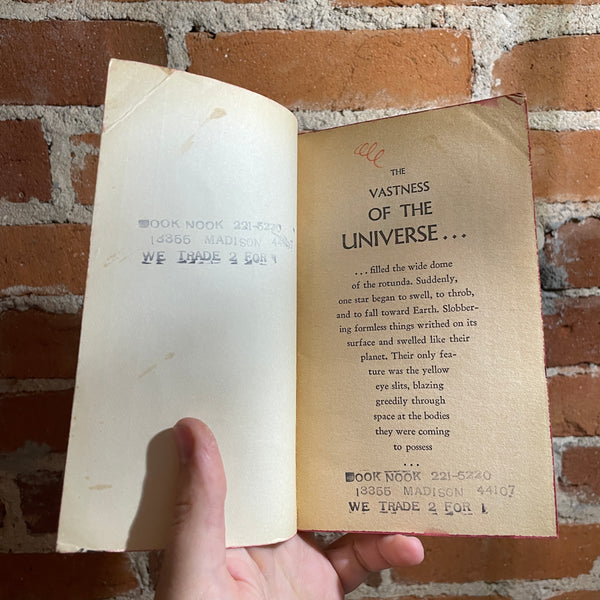 BOOK NOOK 221-5220
13355 MADISON 44107
WE TRADE 2 FOR 1
THE
VASTNESS
OF THE
UNIVERSE...
...filled the wide dome
of the rotunda. Suddenly,
one star began to swell, to throb,
and to fall toward Earth. Slobber-
ing formless things writhed on its
surface and swelled like their
planet. Their only fea-
ture was the yellow
eye slits, blazing
greedily through
space at the bodies
they were coming
to possess
...
BOOK NOOK 221-5220
13355 MADISON 44107
WE TRADE 2 FOR 1